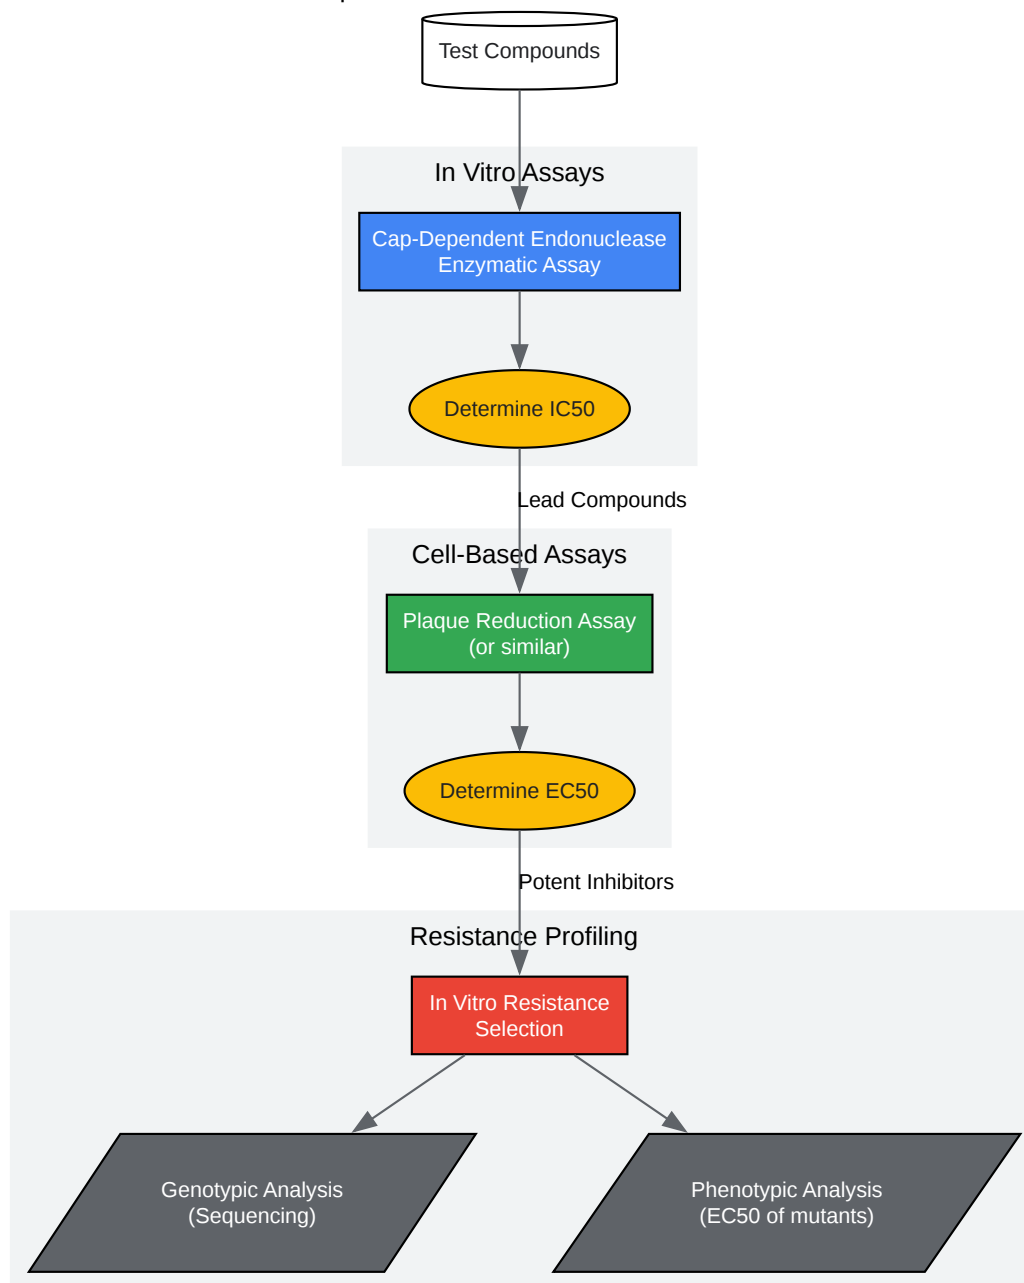 Test Compounds
In Vitro Assays
Cap-Dependent Endonuclease
Enzymatic Assay
Determine IC50
Lead Compounds
Cell-Based Assays
Plaque Reduction Assay
(or similar)
Determine EC50
Potent Inhibitors
Resistance Profiling
In Vitro Resistance
Selection
Genotypic Analysis
(Sequencing)
Phenotypic Analysis
(EC50 of mutants)